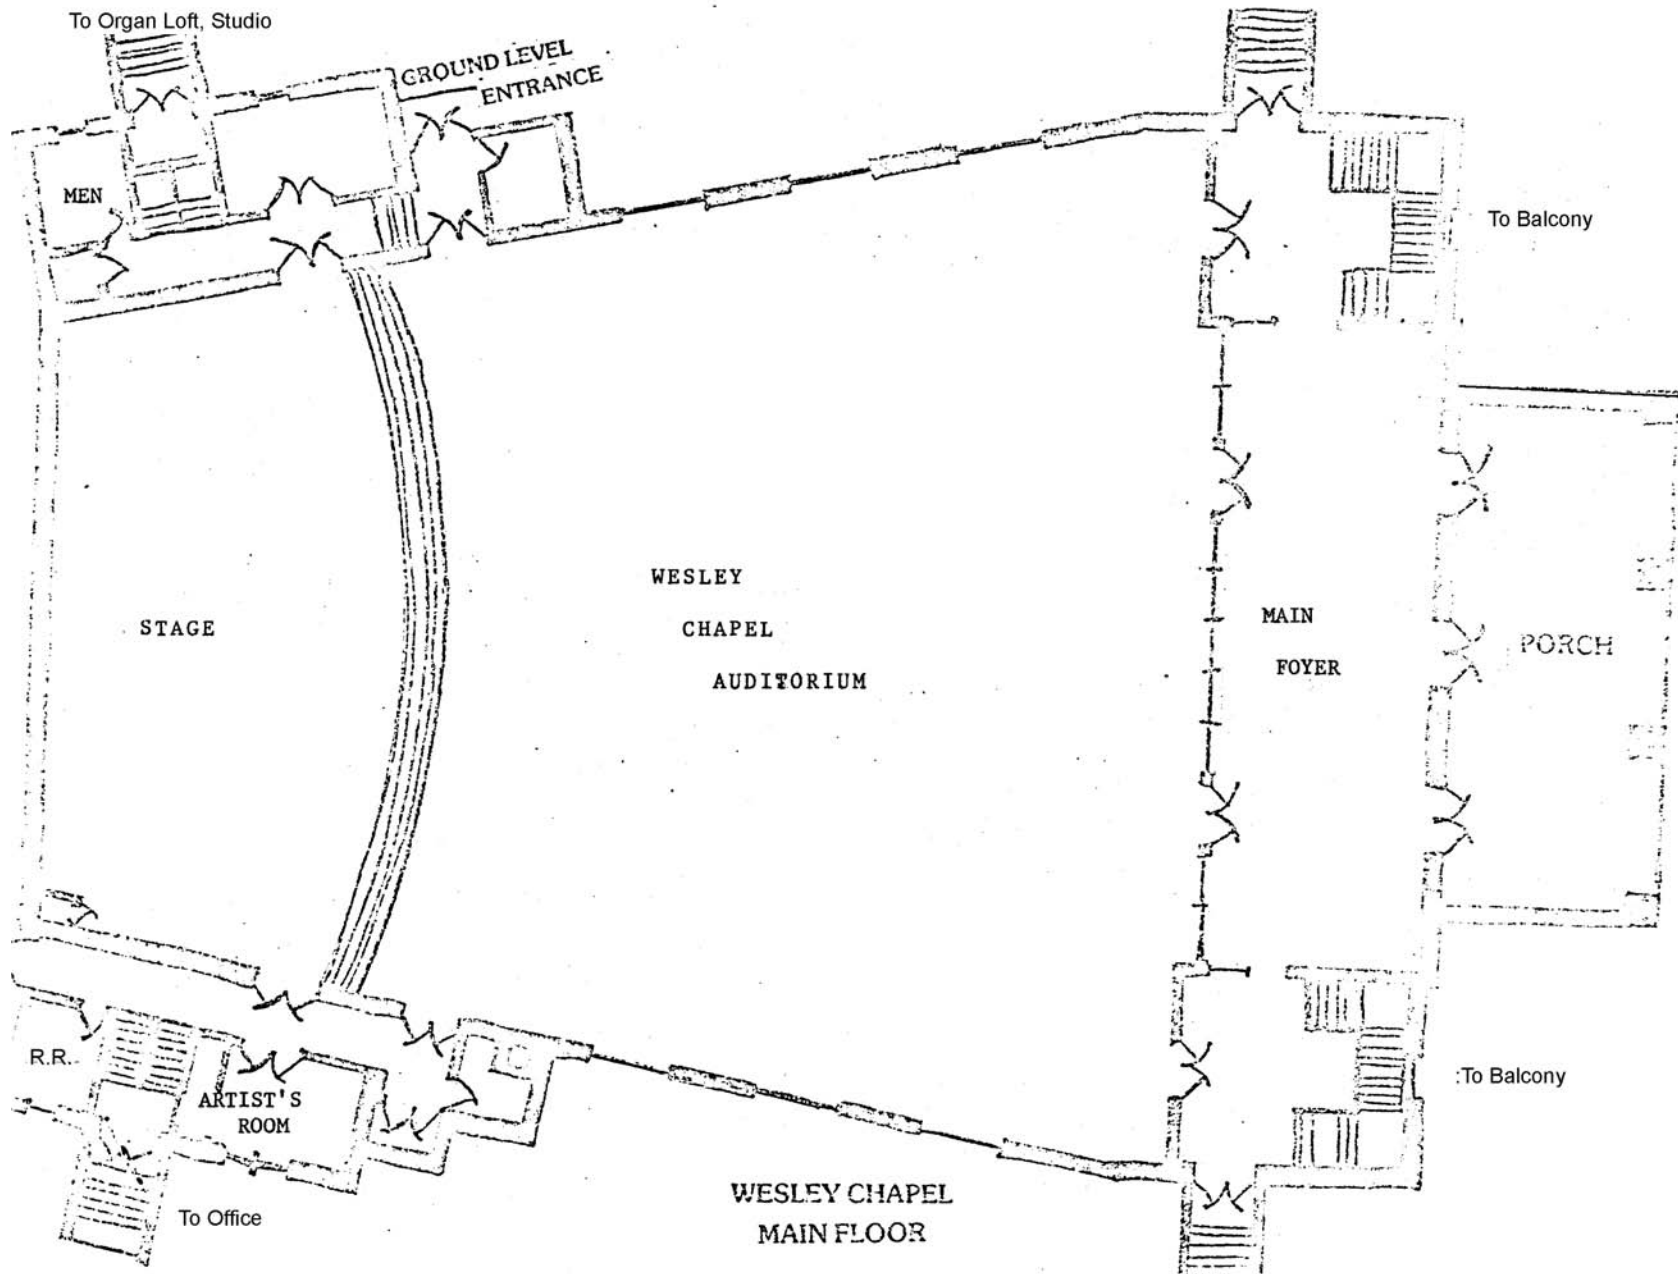 To Organ Loft, Studio
GROUND LEVEL
ENTRANCE
MEN
To Balcony
WESLEY
CHAPEL
AUDITORIUM
STAGE
MAIN
FOYER
PORCH
R.R.
ARTIST'S
ROOM
:To Balcony
To Office
WESLEY CHAPEL
MAIN FLOOR